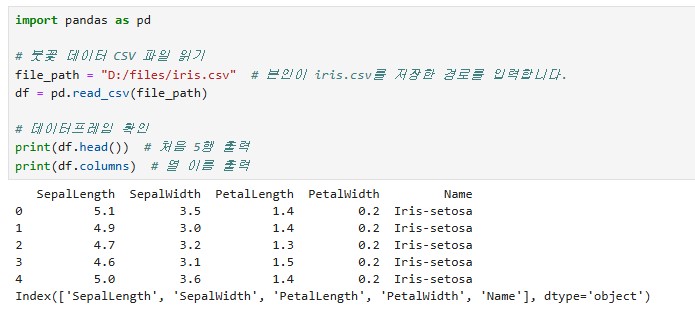 import pandas as pd
# 붓꽃 데이터 CSV 파일 읽기
file_path = "D:/files/iris.csv"  # 본인이 iris.csv를 저장한 경로를 입력합니다.
df = pd.read_csv(file_path)
# 데이터프레임 확인
print(df.head())  # 처음 5행 출력
print(df.columns)  # 열 이름 출력
   SepalLength  SepalWidth  PetalLength  PetalWidth         Name
0          5.1         3.5          1.4         0.2  Iris-setosa
1          4.9         3.0          1.4         0.2  Iris-setosa
2          4.7         3.2          1.3         0.2  Iris-setosa
3          4.6         3.1          1.5         0.2  Iris-setosa
4          5.0         3.6          1.4         0.2  Iris-setosa
Index(['SepalLength', 'SepalWidth', 'PetalLength', 'PetalWidth', 'Name'], dtype='object')